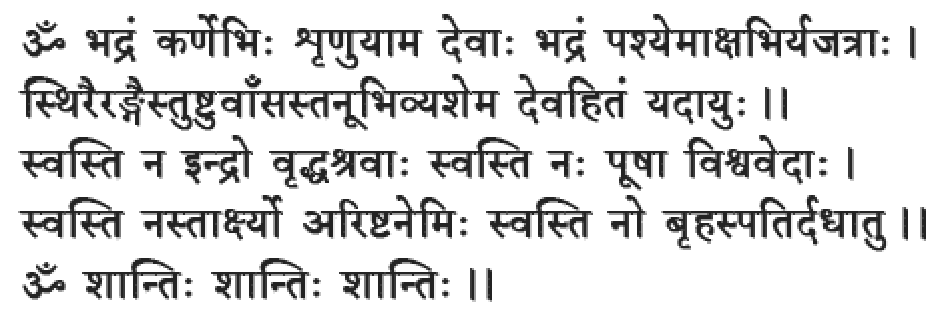 ॐ भद्रं कर्णेभिः शृणुयाम देवाः भद्रं पश्येमाक्षभिर्यजत्राः ।
स्थिरैरङ्गैस्तुष्टुवाँसस्तनूभिव्यशेम देवहितं यदायुः ।।
स्वस्ति न इन्द्रो वृद्धश्रवाः स्वस्ति नः पूषा विश्ववेदाः ।
स्वस्ति नस्तार्क्ष्यो अरिष्टनेमिः स्वस्ति नो बृहस्पतिर्दधातु ।।
ॐ शान्तिः शान्तिः शान्तिः ।।